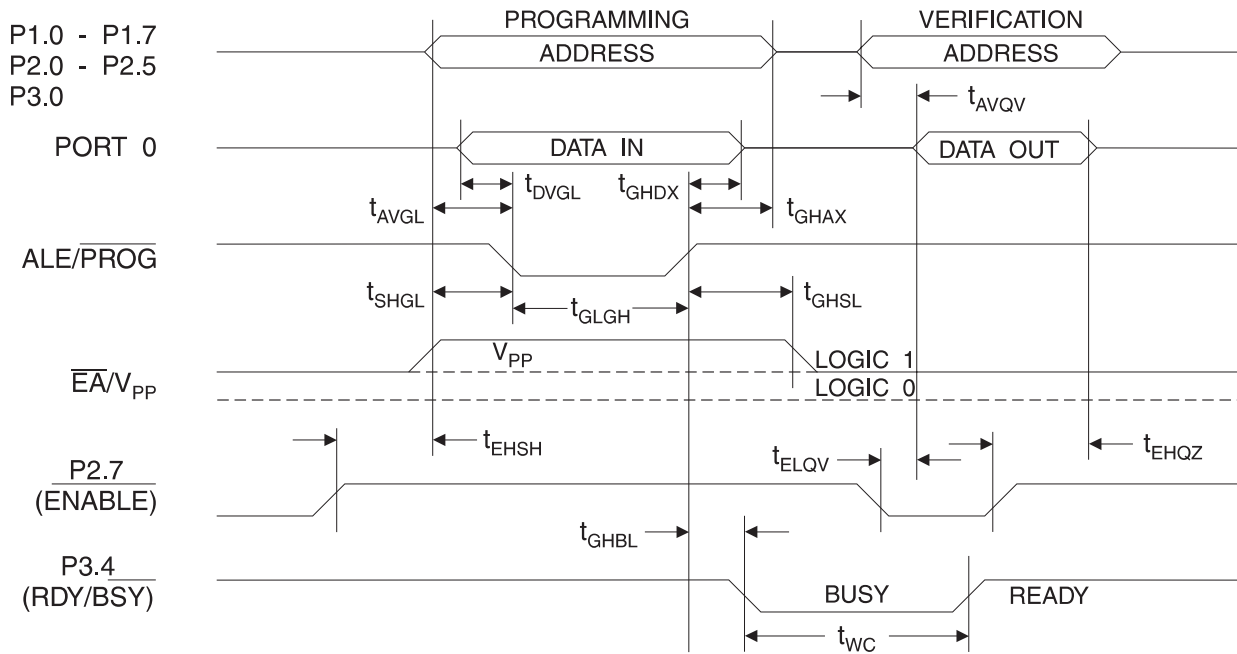 PROGRAMMING
VERIFICATION
P1.0 - P1.7
P2.0 - P2.5
P3.0
ADDRESS
ADDRESS
tAVQV
PORT 0
DATA IN
DATA OUT
tDVGL
tGHDX
tAVGL
tGHAX
ALE/PROG
tSHGL
tGLGH
tGHSL
VPP
LOGIC 1
EA/VPP
LOGIC 0
tEHSH
tELQV
tEHQZ
P2.7
(ENABLE)
tGHBL
P3.4
(RDY/BSY)
BUSY
READY
tWC